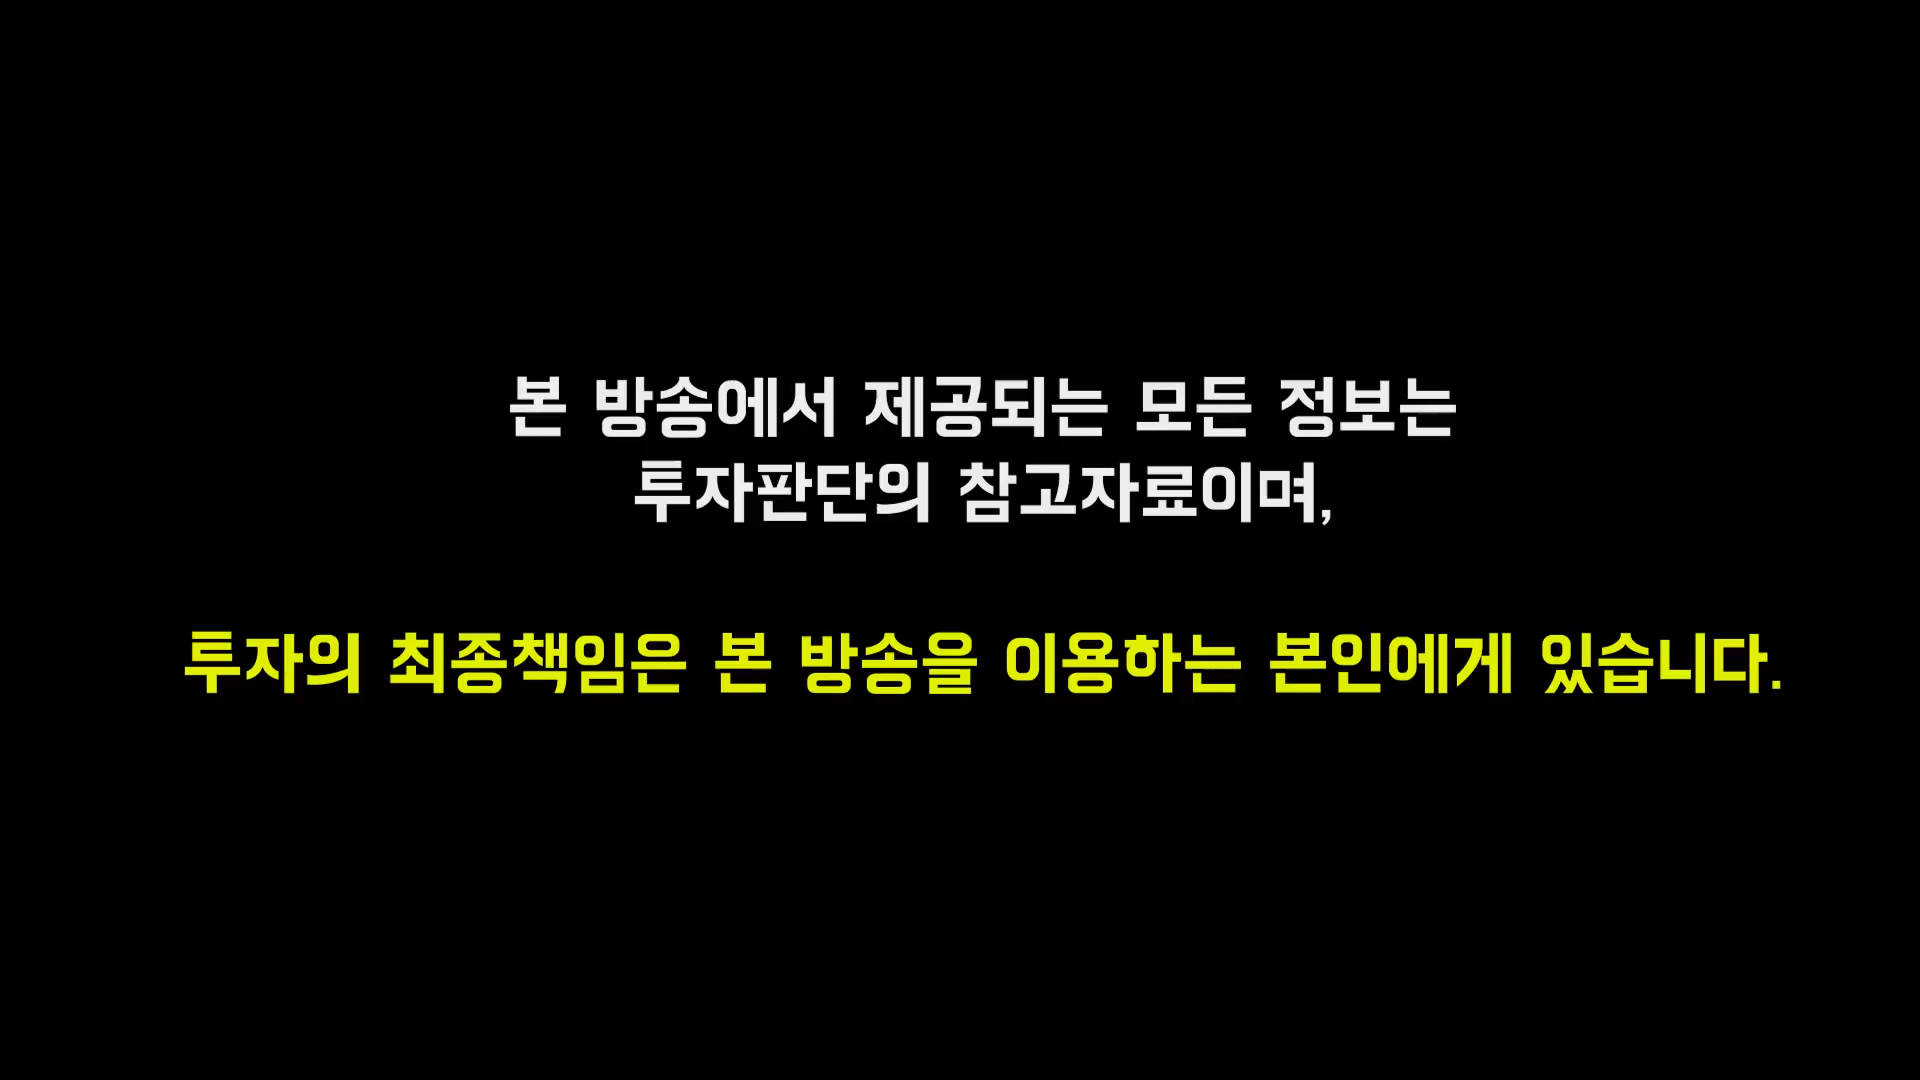 본 방송에서 제공되는 모든 정보는
투자판단의 참고자료이며,
투자의 최종책임은 본 방송을 이용하는 본인에게 있습니다.